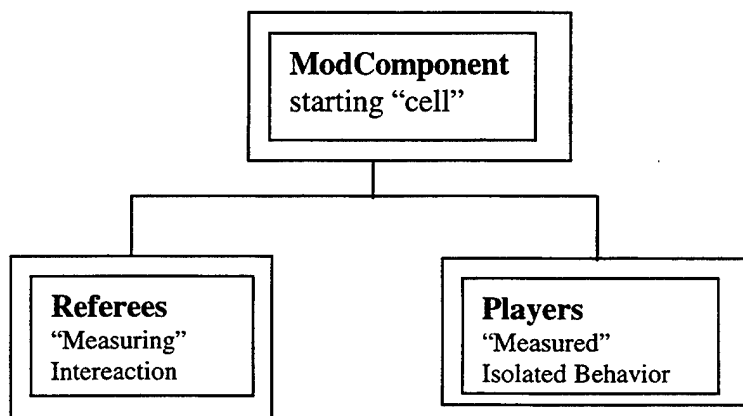 ModComponent
starting “cell”
Referees
“Measuring”
Intereaction
Players
“Measured”
Isolated Behavior